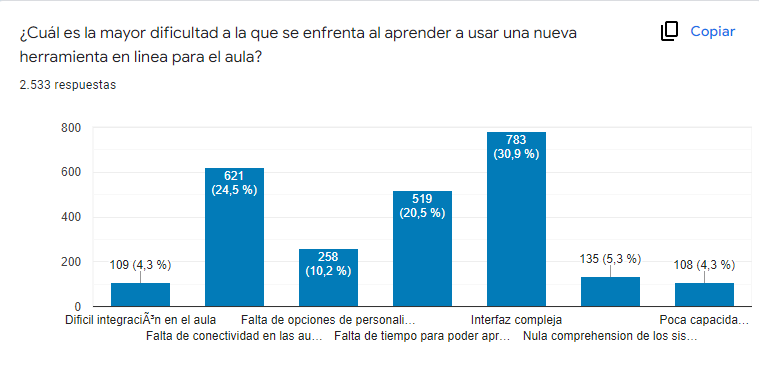 ¿Cuál es la mayor dificultad a la que se enfrenta al aprender a usar una nueva
herramienta en linea para el aula?
Copiar
2.533 respuestas
800
600
400
200
0
109 (4,3 %)
621
(24,5 %)
258
(10,2 %)
519
(20,5 %)
783
(30,9 %)
135 (5,3 %)
108 (4,3 %)
Dificil integraciÃ³n en el aula
Falta de conectividad en las au…
Falta de opciones de personali…
Falta de tiempo para poder apr…
Interfaz compleja
Nula comprehension de los sis…
Poca capacida…